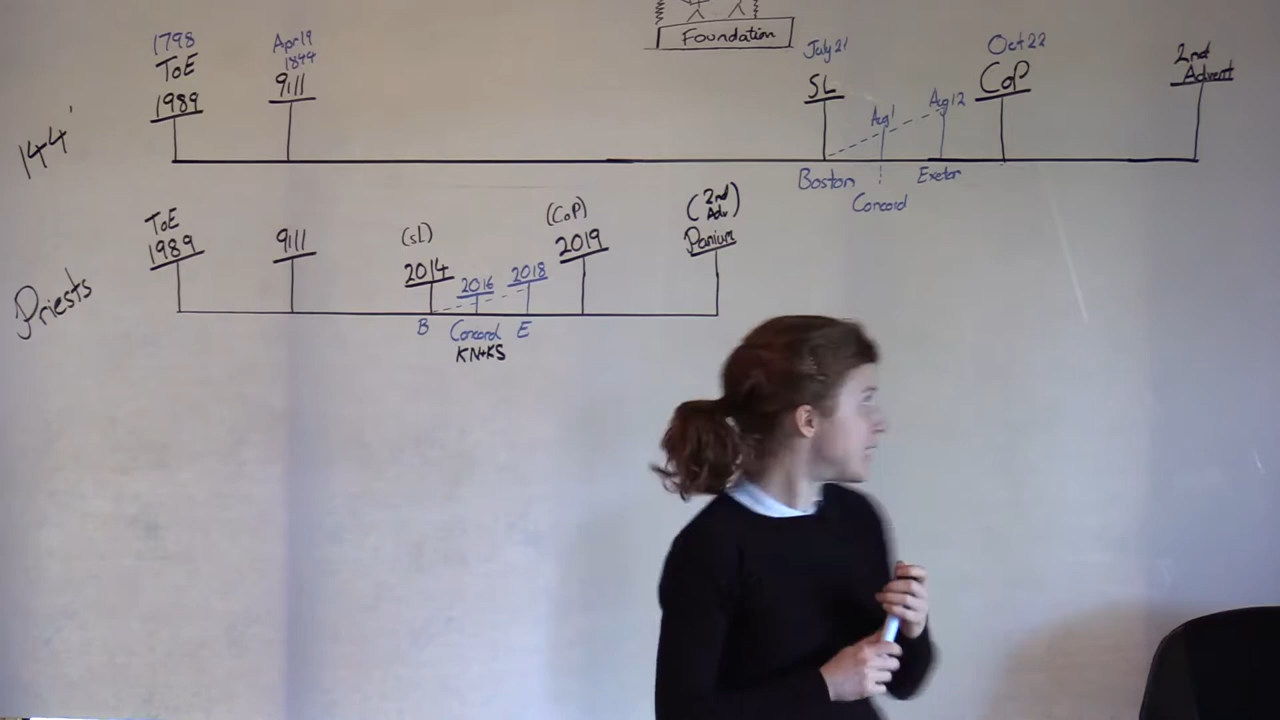 Foundation
144'
1798
ToE
1989
Apr 19
1844
9/11
July 21
SL
Aug 1
Aug 12
Oct 22
CoP
2nd
Advent
Boston
Concord
Exeter
Priests
ToE
1989
9/11
(SL)
2014
2016
2018
(CoP)
2019
(2nd
Adv)
Panium
B
Concord
E
KN+KS